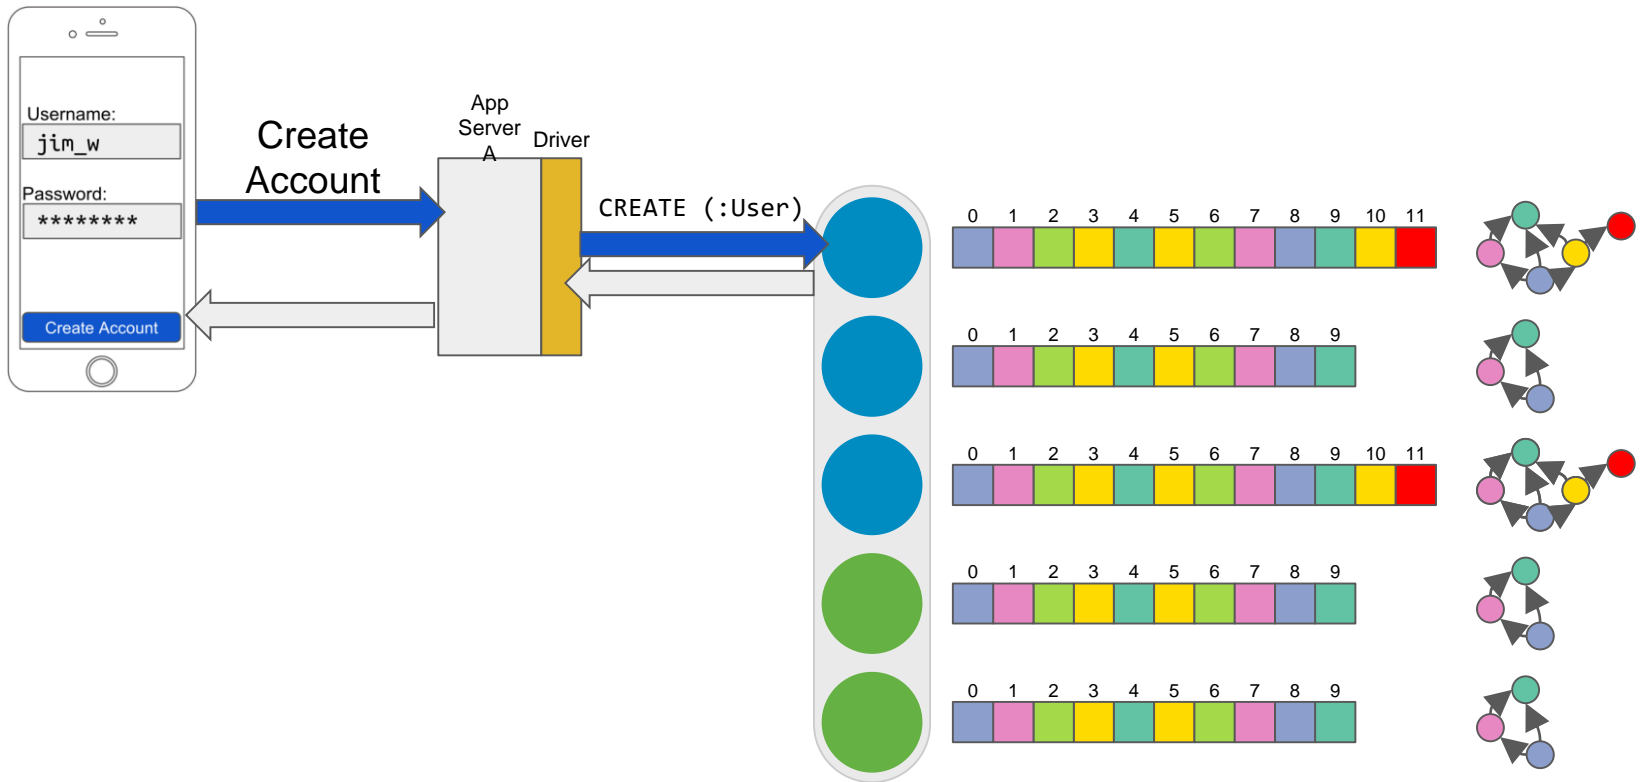 Username:
jim_w
Password:
********
Create Account
Create
Account
App
Server
A
Driver
CREATE (:User)
0 1 2 3 4 5 6 7 8 9 10 11
0 1 2 3 4 5 6 7 8 9
0 1 2 3 4 5 6 7 8 9 10 11
0 1 2 3 4 5 6 7 8 9
0 1 2 3 4 5 6 7 8 9